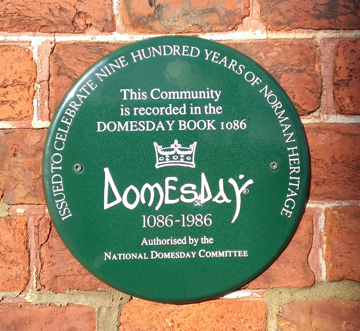 ISSUED TO CELEBRATE NINE HUNDRED YEARS OF NORMAN HERITAGE
This Community
is recorded in the
DOMESDAY BOOK 1086
DOMESDAY
1086-1986
Authorised by the
NATIONAL DOMESDAY COMMITTEE